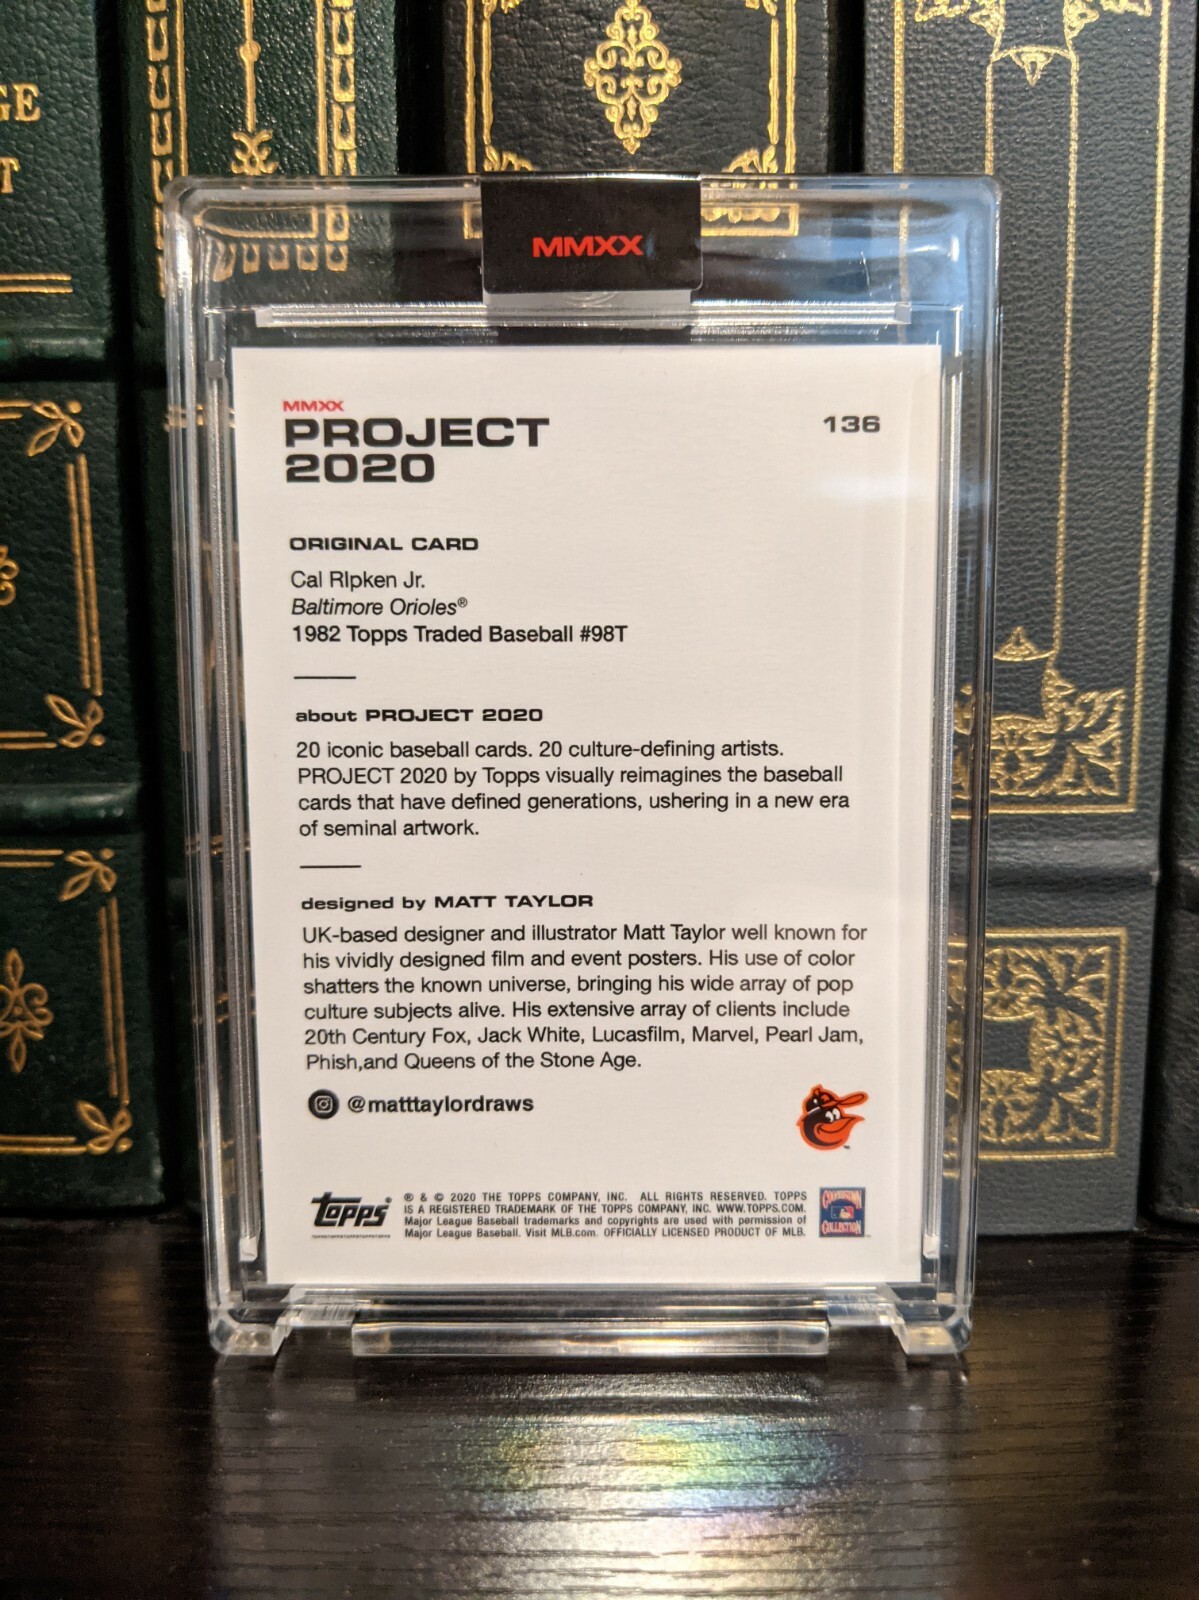 GE
T
MMXX
MMXX
PROJECT
2020
136
ORIGINAL CARD
Cal RIpken Jr.
Baltimore Orioles®
1982 Topps Traded Baseball #98T
about PROJECT 2020
20 iconic baseball cards. 20 culture-defining artists.
PROJECT 2020 by Topps visually reimagines the baseball
cards that have defined generations, ushering in a new era
of seminal artwork.
designed by MATT TAYLOR
UK-based designer and illustrator Matt Taylor well known for
his vividly designed film and event posters. His use of color
shatters the known universe, bringing his wide array of pop
culture subjects alive. His extensive array of clients include
20th Century Fox, Jack White, Lucasfilm, Marvel, Pearl Jam,
Phish,and Queens of the Stone Age.
@matttaylordraws
Topps®
® & © 2020 THE TOPPS COMPANY, INC. ALL RIGHTS RESERVED. TOPPS
IS A REGISTERED TRADEMARK OF THE TOPPS COMPANY, INC. WWW.TOPPS.COM.
Major League Baseball trademarks and copyrights are used with permission of
Major League Baseball. Visit MLB.com. OFFICIALLY LICENSED PRODUCT OF MLB.
COOPERSTOWN
COLLECTION